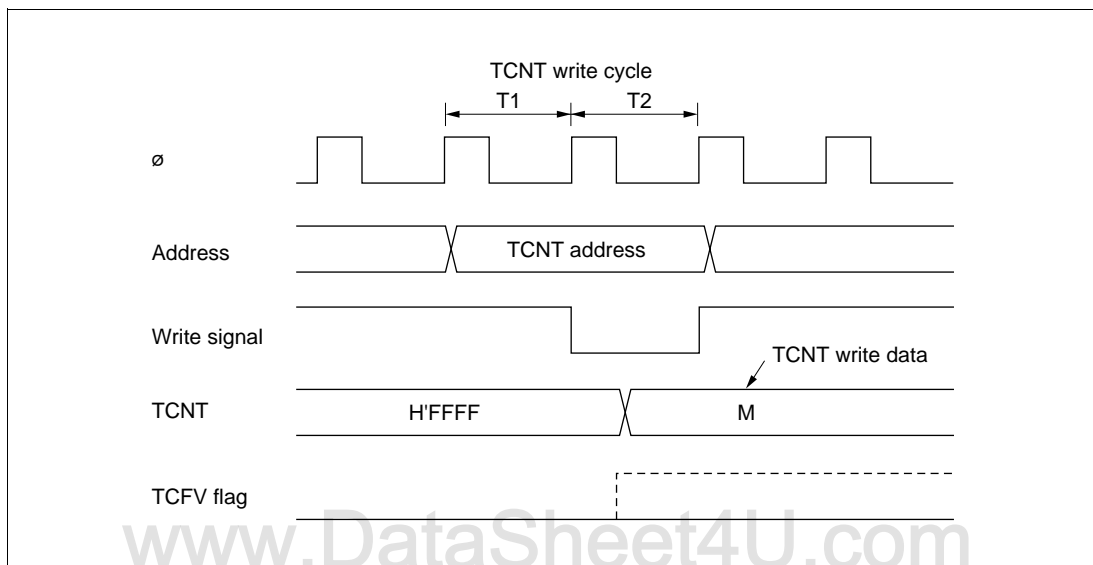 TCNT write cycle
T1 T2
ø
Address TCNT address
Write signal
TCNT write data
TCNT H'FFFF M
TCFV flag
www.DataSheet4U.com